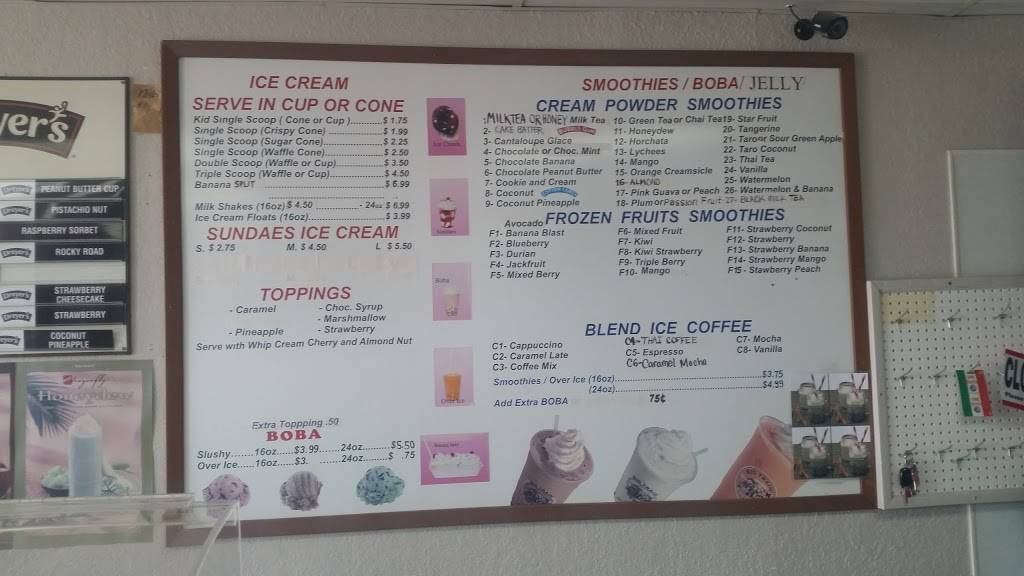 yer's
PEANUT BUTTER CUP
PISTACHIO NUT
RASPBERRY SORBET
ROCKY ROAD
STRAWBERRY CHEESECAKE
STRAWBERRY
COCONUT PINEAPPLE
ICE CREAM
SERVE IN CUP OR CONE
Kid Single Scoop ( Cone or Cup )...............$ 1.75
Single Scoop (Crispy Cone) ................$ 1.99
Single Scoop (Sugar Cone)................$ 2.25
Single Scoop (Waffle Cone)................$ 2.50
Double Scoop (Waffle or Cup)................$ 3.50
Triple Scoop (Waffle or Cup)................$ 4.50
Banana SPLIT ................$ 5.99
Milk Shakes (16oz) $ 4.50 - 24oz $ 6.99
Ice Cream Floats (16oz)................$ 3.99
SUNDAES ICE CREAM
S. $ 2.75 M. $ 4.50 L $ 5.50
TOPPINGS
- Caramel - Choc. Syrup
- Marshmallow
- Pineapple - Strawberry
Serve with Whip Cream Cherry and Almond Nut
Extra Toppping .50
BOBA
Slushy.......16oz......$3.99.......24oz.......$5.50
Over Ice.....16oz......$3. .......24oz.......$ .75
Boba
SMOOTHIES / BOBA/ JELLY
CREAM POWDER SMOOTHIES
1 MILKTEA OR HONEY Milk Tea
2- CAKE BATTER
3- Cantaloupe Glace
4- Chocolate or Choc. Mint
5- Chocolate Banana
6- Chocolate Peanut Butter
7- Cookie and Cream
8- Coconut
9- Coconut Pineapple
10- Green Tea or Chai Tea
11- Honeydew
12- Horchata
13- Lychees
14- Mango
15- Orange Creamsicle
16- ALMOND
17- Pink Guava or Peach
18- Plum or Passion Fruit
19- Star Fruit
20- Tangerine
21- Taro or Sour Green Apple
22- Taro Coconut
23- Thai Tea
24- Vanilla
25- Watermelon
26- Watermelon & Banana
27- BLACK MILK TEA
FROZEN FRUITS SMOOTHIES
Avocado
F1- Banana Blast
F2- Blueberry
F3- Durian
F4- Jackfruit
F5- Mixed Berry
F6- Mixed Fruit
F7- Kiwi
F8- Kiwi Strawberry
F9- Triple Berry
F10- Mango
F11- Strawberry Coconut
F12- Strawberry
F13- Strawberry Banana
F14- Strawberry Mango
F15- Stawberry Peach
BLEND ICE COFFEE
C1- Cappuccino
C2- Caramel Late
C3- Coffee Mix
C4-THAI COFFEE
C5- Espresso
C6-Caramel Mocha
C7- Mocha
C8- Vanilla
Smoothies / Over Ice (16oz)................$3.75
(24oz)................$4.99
Add Extra BOBA 75¢
CLO